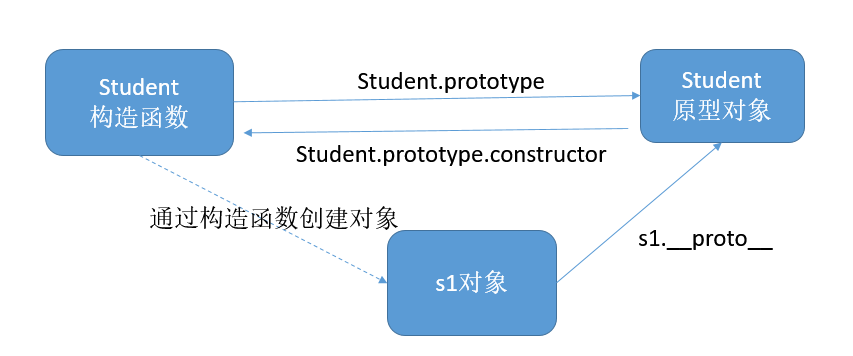 Student
构造函数
Student.prototype
Student
原型对象
Student.prototype.constructor
通过构造函数创建对象
s1.__proto__
s1对象